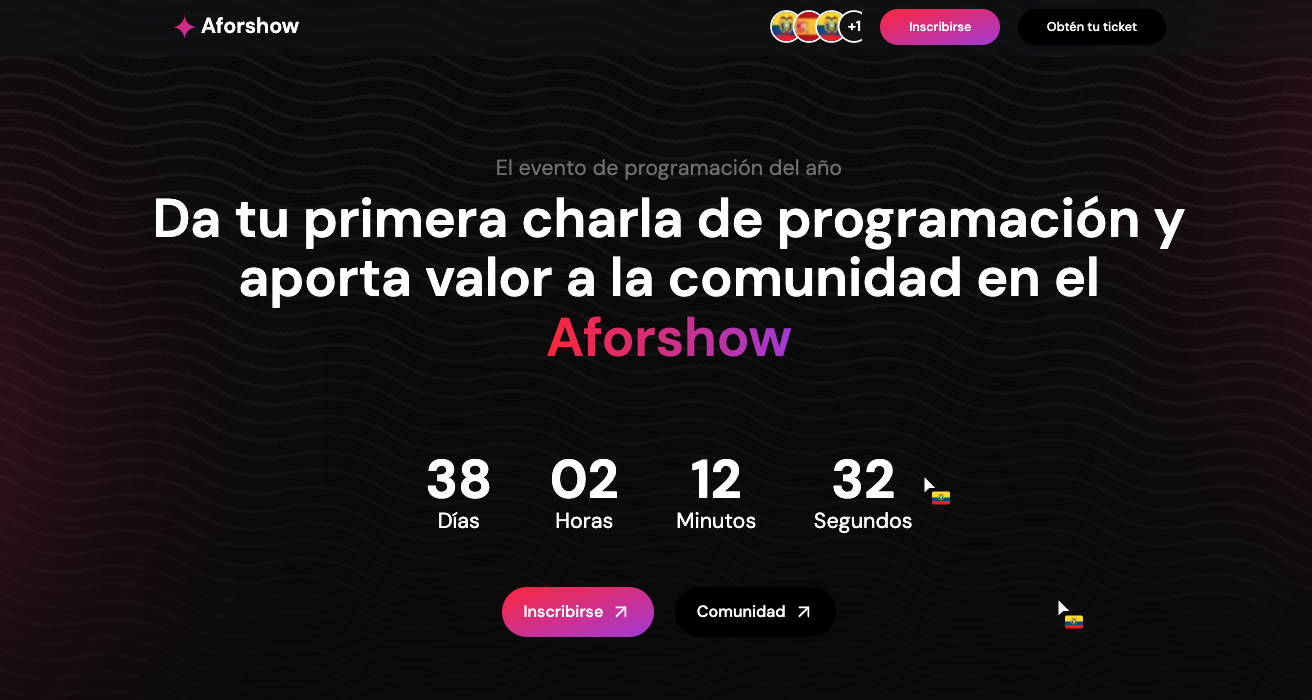 Aforshow
+1
Inscribirse
Obtén tu ticket
El evento de programación del año
Da tu primera charla de programación y
aporta valor a la comunidad en el
Aforshow
38 02 12 32
Días Horas Minutos Segundos
Inscribirse
Comunidad